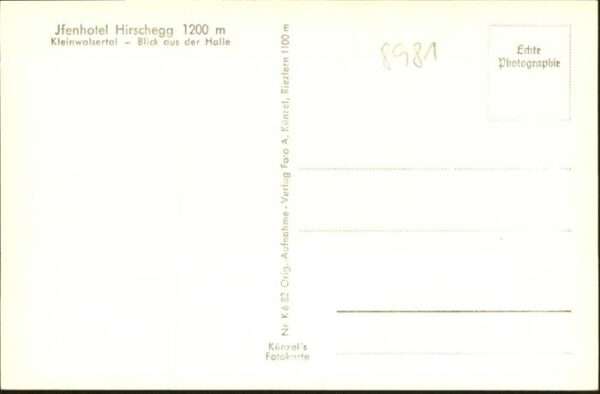 Jfenhotel Hirschegg 1200 m
Kleinwalsertal – Blick aus der Halle
8981
Echte
Photographie
Nr K 682 Orig. Aufnahme - Verlag Foto A. Künzel, Riezlern 1100 m
Künzel's
Fotokarte